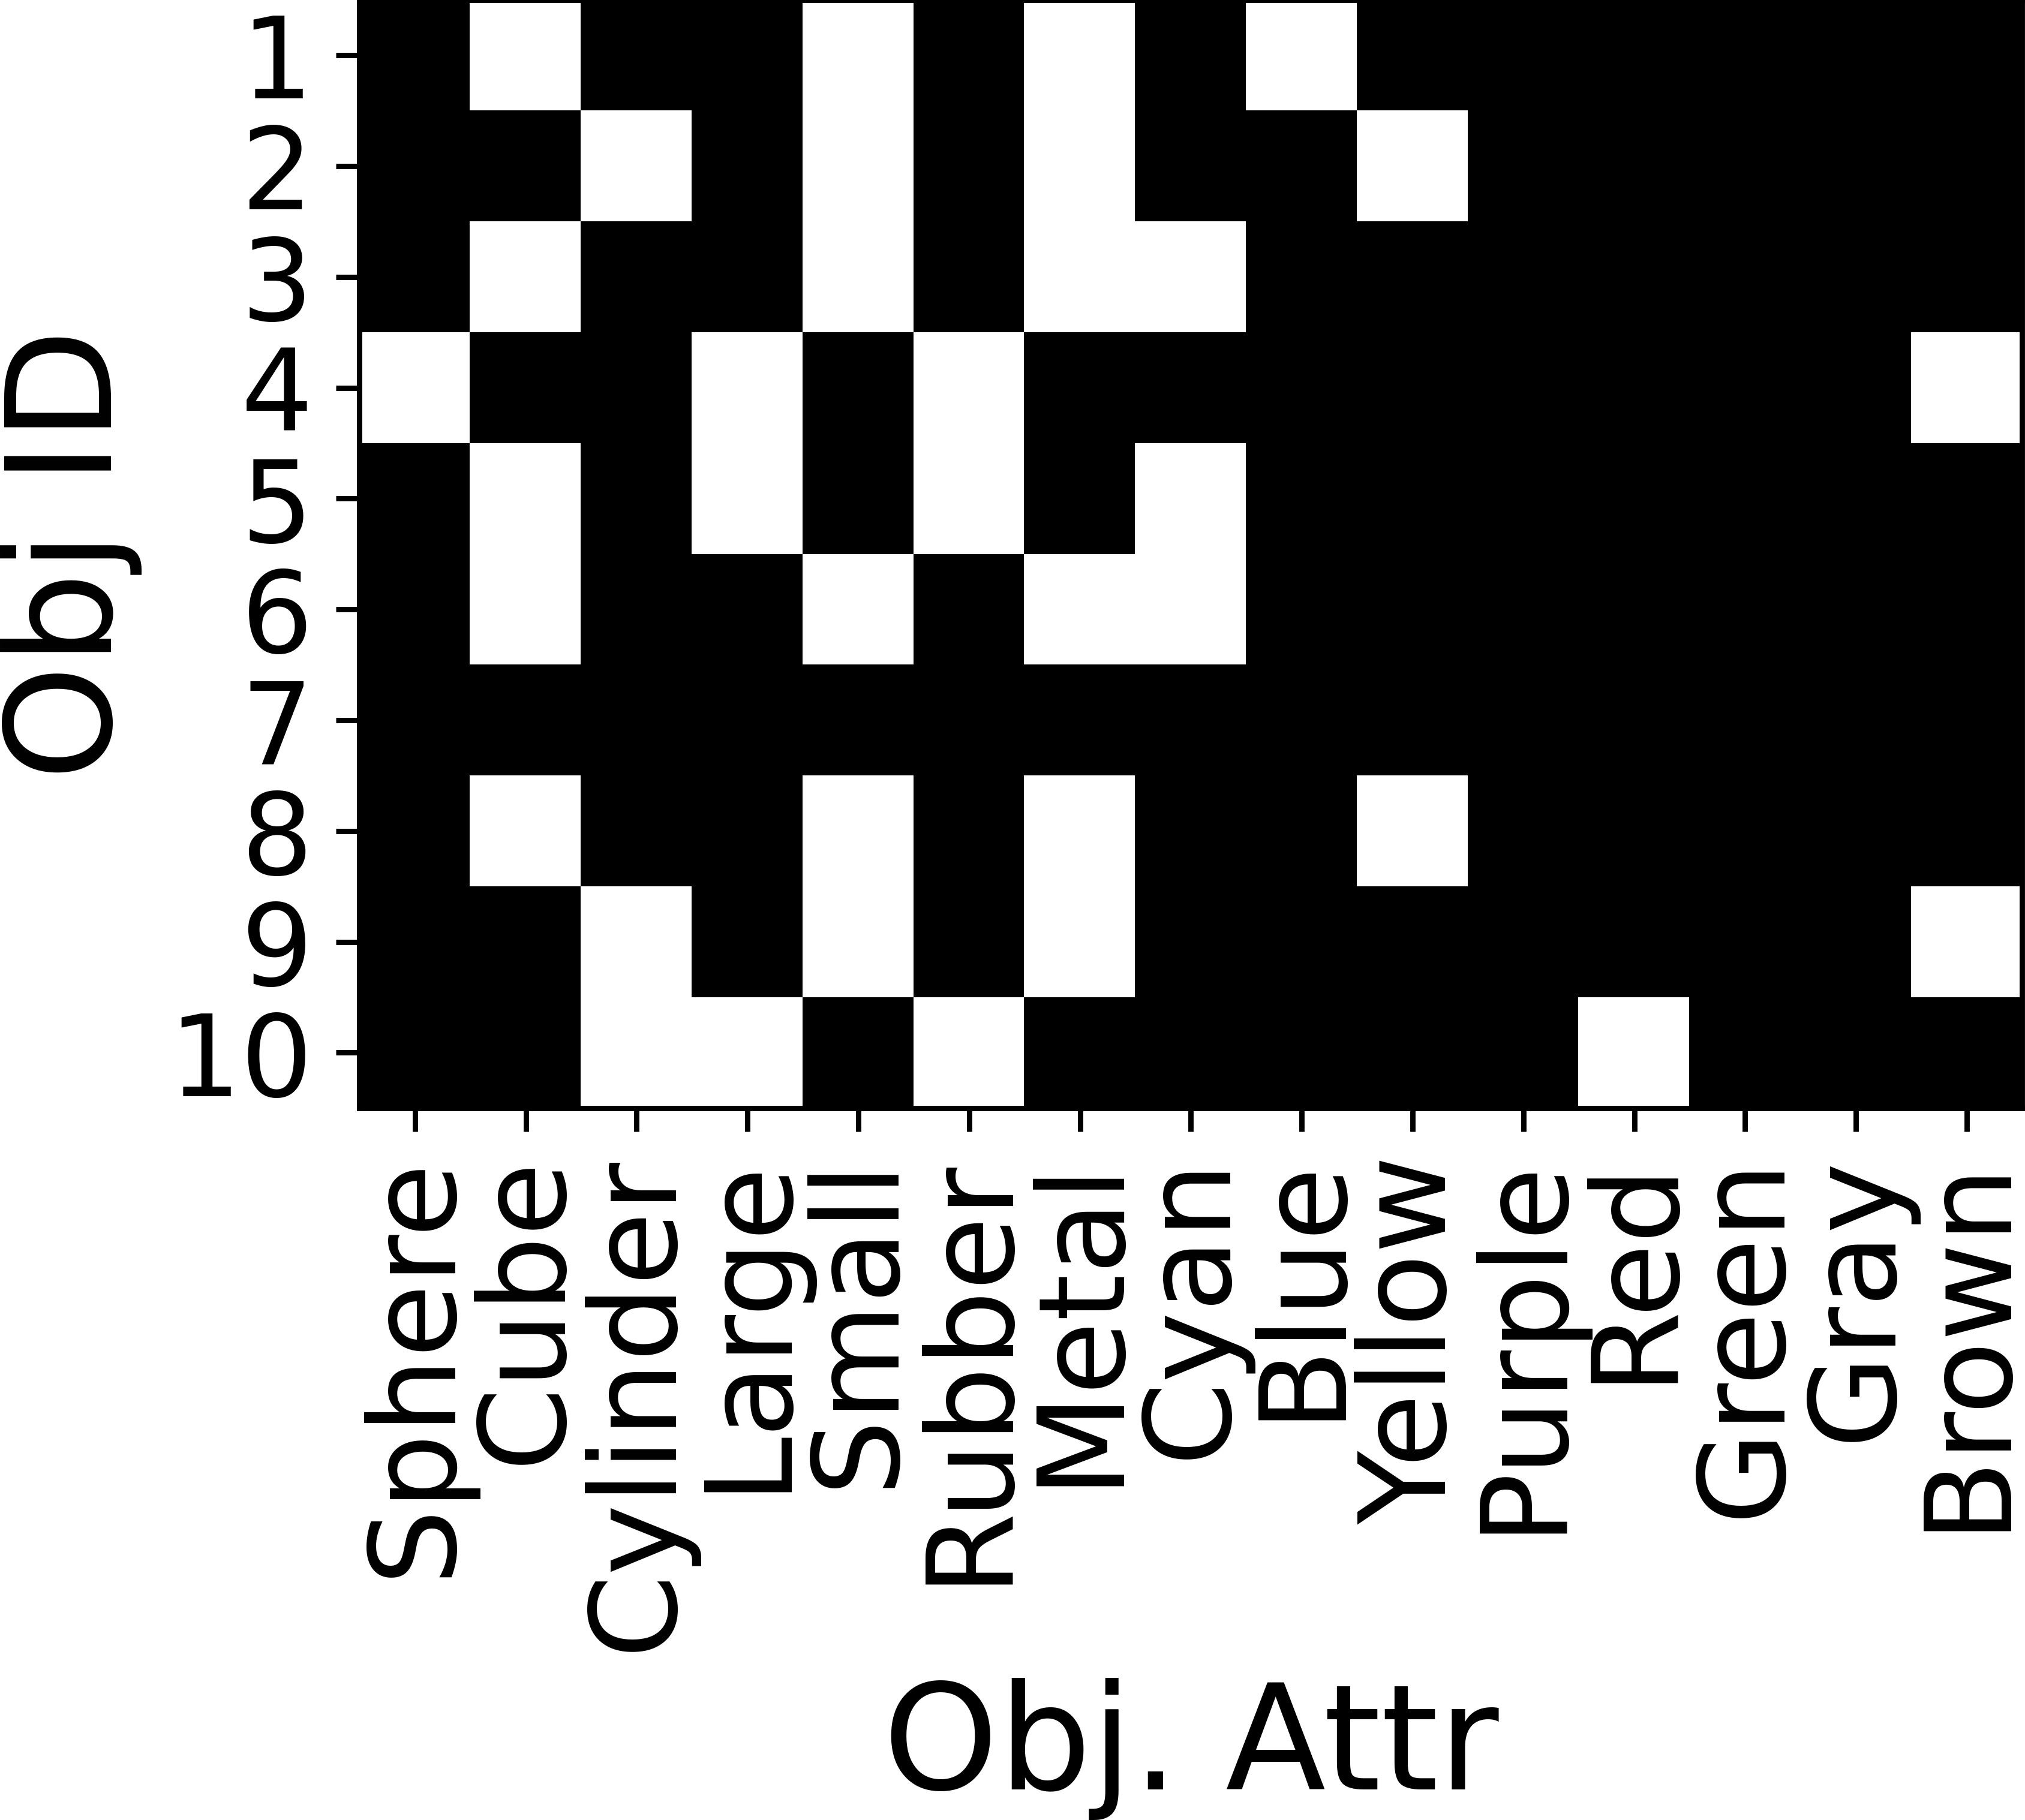 Obj ID
1
2
3
4
5
6
7
8
9
10
Sphere
Cube
Cylinder
Large
Small
Rubber
Metal
Cyan
Blue
Yellow
Purple
Red
Green
Gray
Brown
Obj. Attr